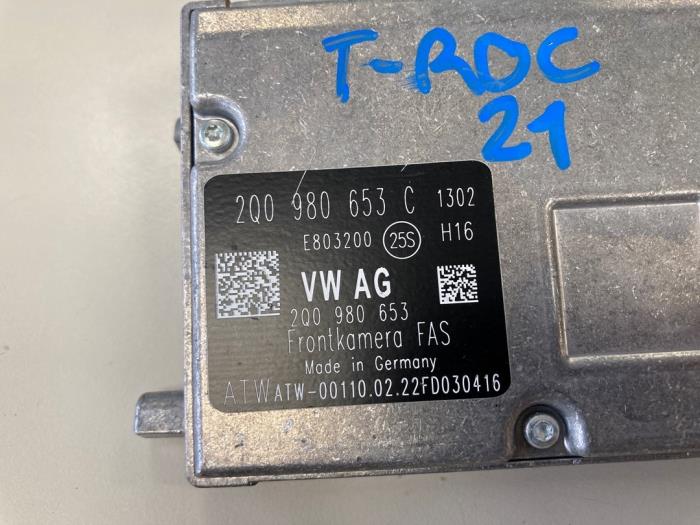 T-ROC
21
2Q0 980 653 C 1302
E803200 25S H16
VW AG
2Q0 980 653
Frontkamera FAS
Made in Germany
ATW ATW-00110.02.22FD030416